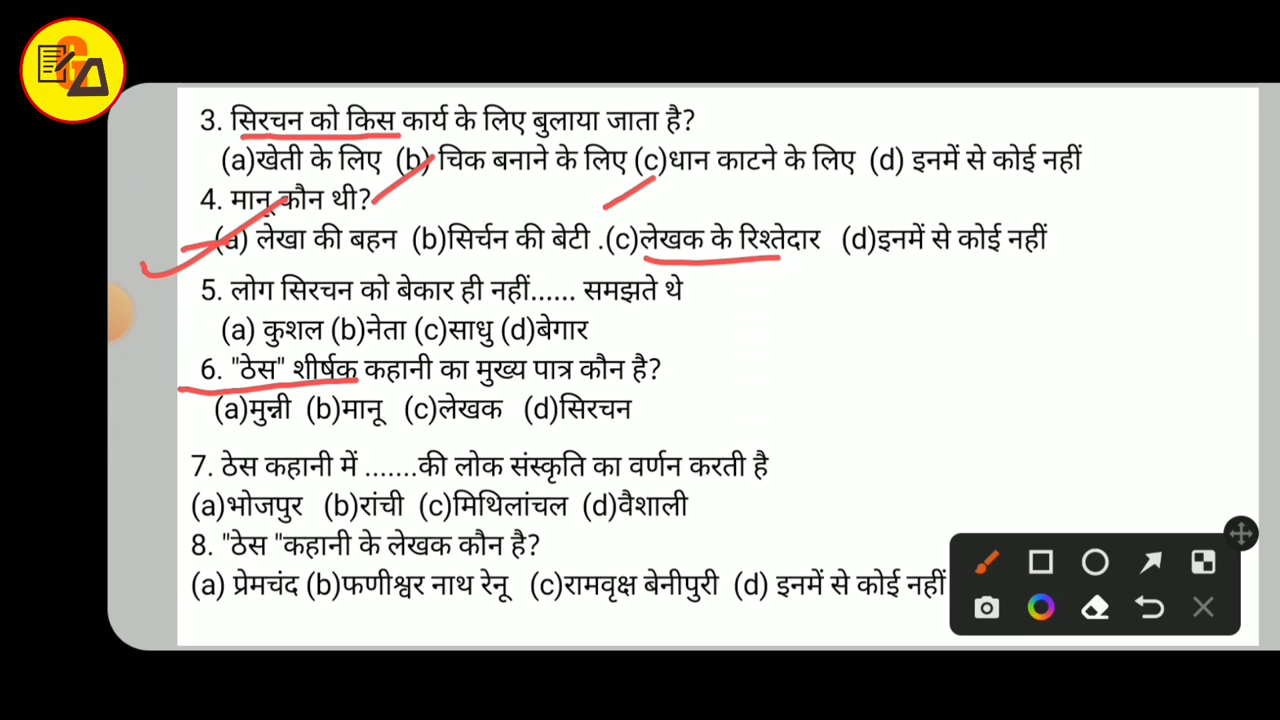 3. सिरचन को किस कार्य के लिए बुलाया जाता है?
(a)खेती के लिए (b) चिक बनाने के लिए (c)धान काटने के लिए (d) इनमें से कोई नहीं
4. मानू कौन थी?
(a) लेखा की बहन (b)सिर्चन की बेटी .(c)लेखक के रिश्तेदार (d)इनमें से कोई नहीं
5. लोग सिरचन को बेकार ही नहीं...... समझते थे
(a) कुशल (b)नेता (c)साधु (d)बेगार
6. "ठेस" शीर्षक कहानी का मुख्य पात्र कौन है?
(a)मुन्नी (b)मानू (c)लेखक (d)सिरचन
7. ठेस कहानी में .......की लोक संस्कृति का वर्णन करती है
(a)भोजपुर (b)रांची (c)मिथिलांचल (d)वैशाली
8. "ठेस "कहानी के लेखक कौन है?
(a) प्रेमचंद (b)फणीश्वर नाथ रेनू (c)रामवृक्ष बेनीपुरी (d) इनमें से कोई नहीं